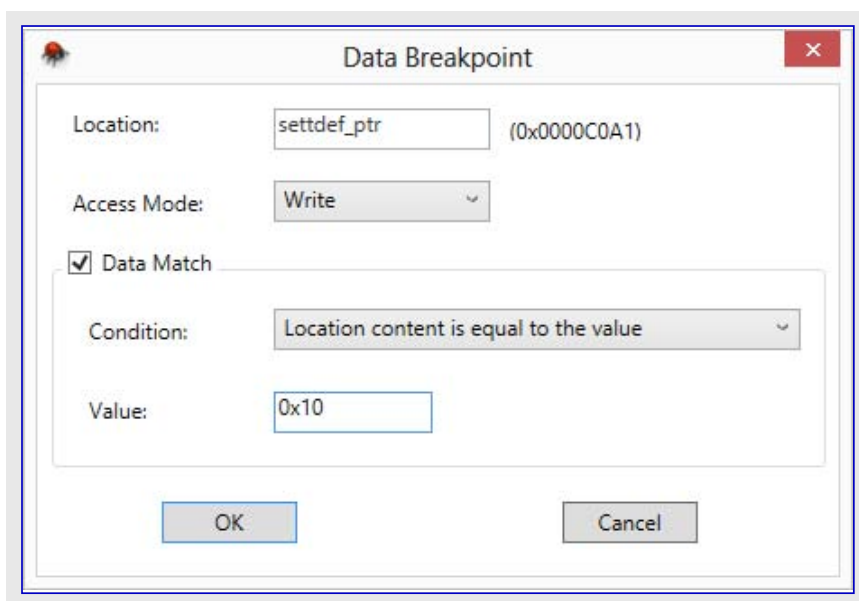 Data Breakpoint
Location: settdef_ptr (0x0000C0A1)
Access Mode: Write
Data Match
Condition: Location content is equal to the value
Value: 0x10
OK Cancel